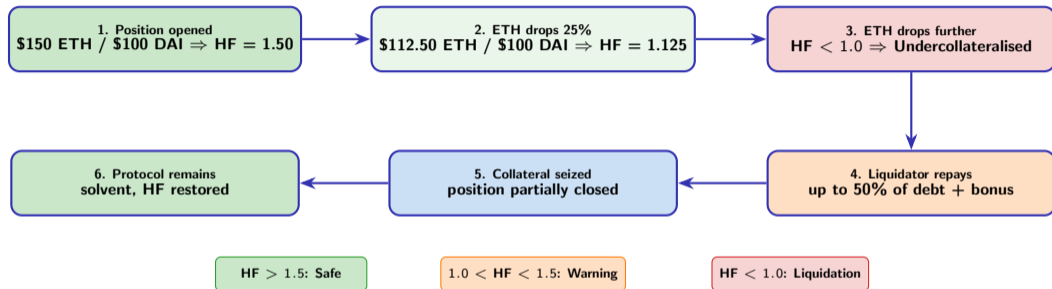 1. Position opened
$150 ETH / $100 DAI ⇒ HF = 1.50
2. ETH drops 25%
$112.50 ETH / $100 DAI ⇒ HF = 1.125
3. ETH drops further
HF < 1.0 ⇒ Undercollateralised
4. Liquidator repays
up to 50% of debt + bonus
5. Collateral seized
position partially closed
6. Protocol remains
solvent, HF restored
HF > 1.5: Safe
1.0 < HF < 1.5: Warning
HF < 1.0: Liquidation